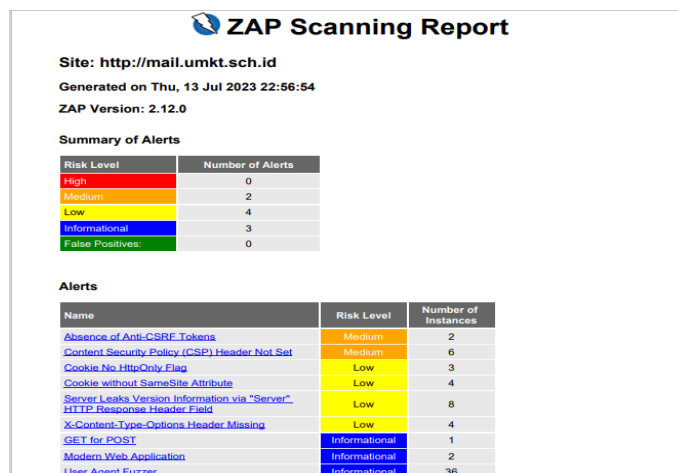 ZAP Scanning Report
Site: http://mail.umkt.sch.id
Generated on Thu, 13 Jul 2023 22:56:54
ZAP Version: 2.12.0
Summary of Alerts
Risk Level Number of Alerts
High 0
Medium 2
Low 4
Informational 3
False Positives: 0
Alerts
Name Risk Level Number of Instances
Absence of Anti-CSRF Tokens Medium 2
Content Security Policy (CSP) Header Not Set Medium 6
Cookie No HttpOnly Flag Low 3
Cookie without SameSite Attribute Low 4
Server Leaks Version Information via "Server"
HTTP Response Header Field Low 8
X-Content-Type-Options Header Missing Low 4
GET for POST Informational 1
Modern Web Application Informational 2
User Agent Fuzzer Informational 36